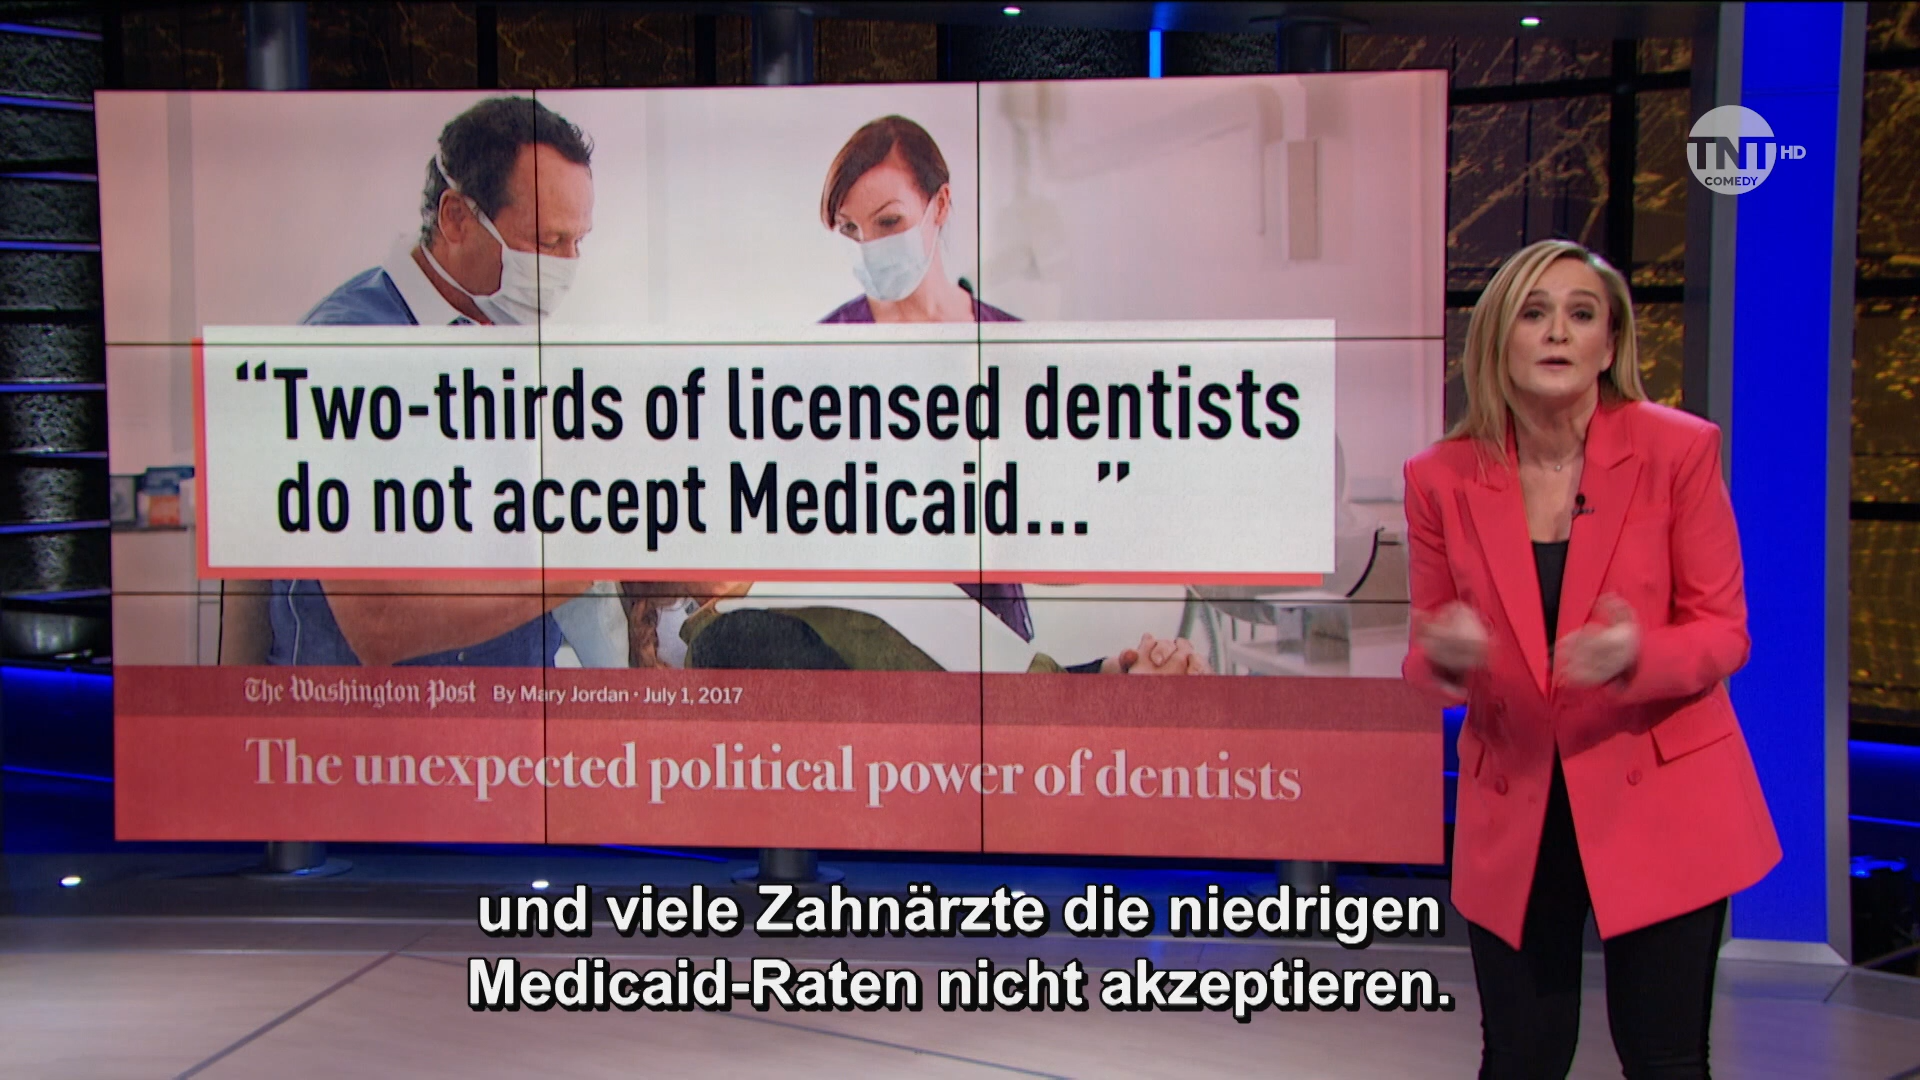 TNT HD
COMEDY
“Two-thirds of licensed dentists
do not accept Medicaid...”
The Washington Post By Mary Jordan • July 1, 2017
The unexpected political power of dentists
und viele Zahnärzte die niedrigen
Medicaid-Raten nicht akzeptieren.